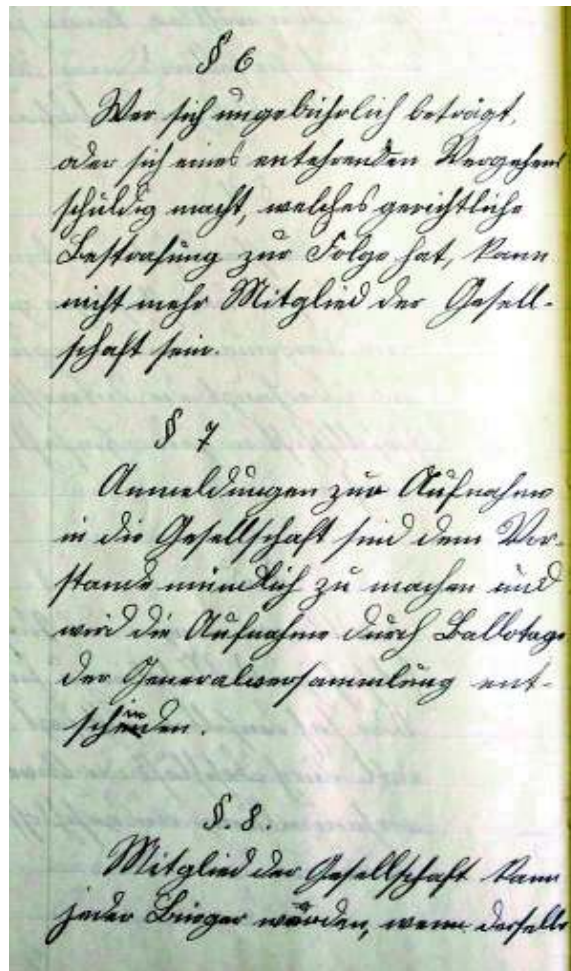 § 6
Wer sich ungebührlich beträgt,
oder sich eines entehrenden Vergehens
schuldig macht, welches gerichtliche
Bestrafung zur Folge hat, kann
nicht mehr Mitglied der Gesell-
schaft sein.
§ 7
Anmeldungen zur Aufnahme
in die Gesellschaft sind dem Vor-
stande mündlich zu machen und
wird die Aufnahme durch Ballotage
der Generalversammlung ent-
schieden.
§. 8.
Mitglied der Gesellschaft kann
jeder Bürger werden, wenn derselbe